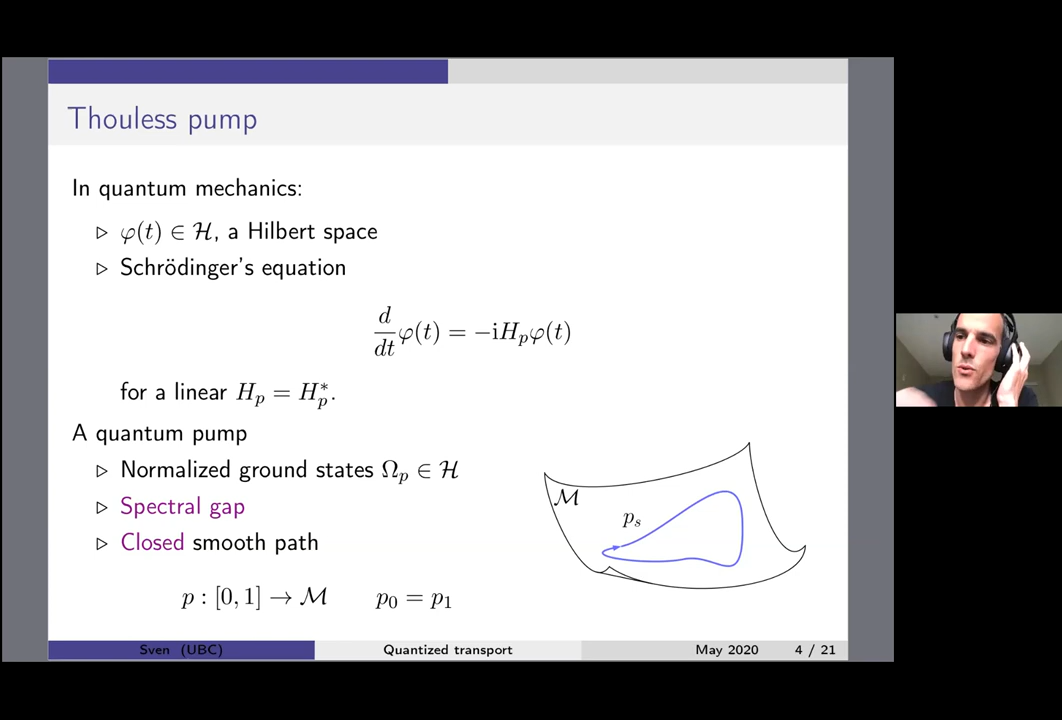 Thouless pump
In quantum mechanics:
▷ φ(t) ∈ ℋ, a Hilbert space
▷ Schrödinger's equation
d/dt φ(t) = −iH_p φ(t)
for a linear H_p = H_p^*.
A quantum pump
▷ Normalized ground states Ω_p ∈ ℋ
▷ Spectral gap
▷ Closed smooth path
p : [0, 1] → ℳ p_0 = p_1
ℳ
p_s
Sven (UBC) Quantized transport May 2020 4 / 21